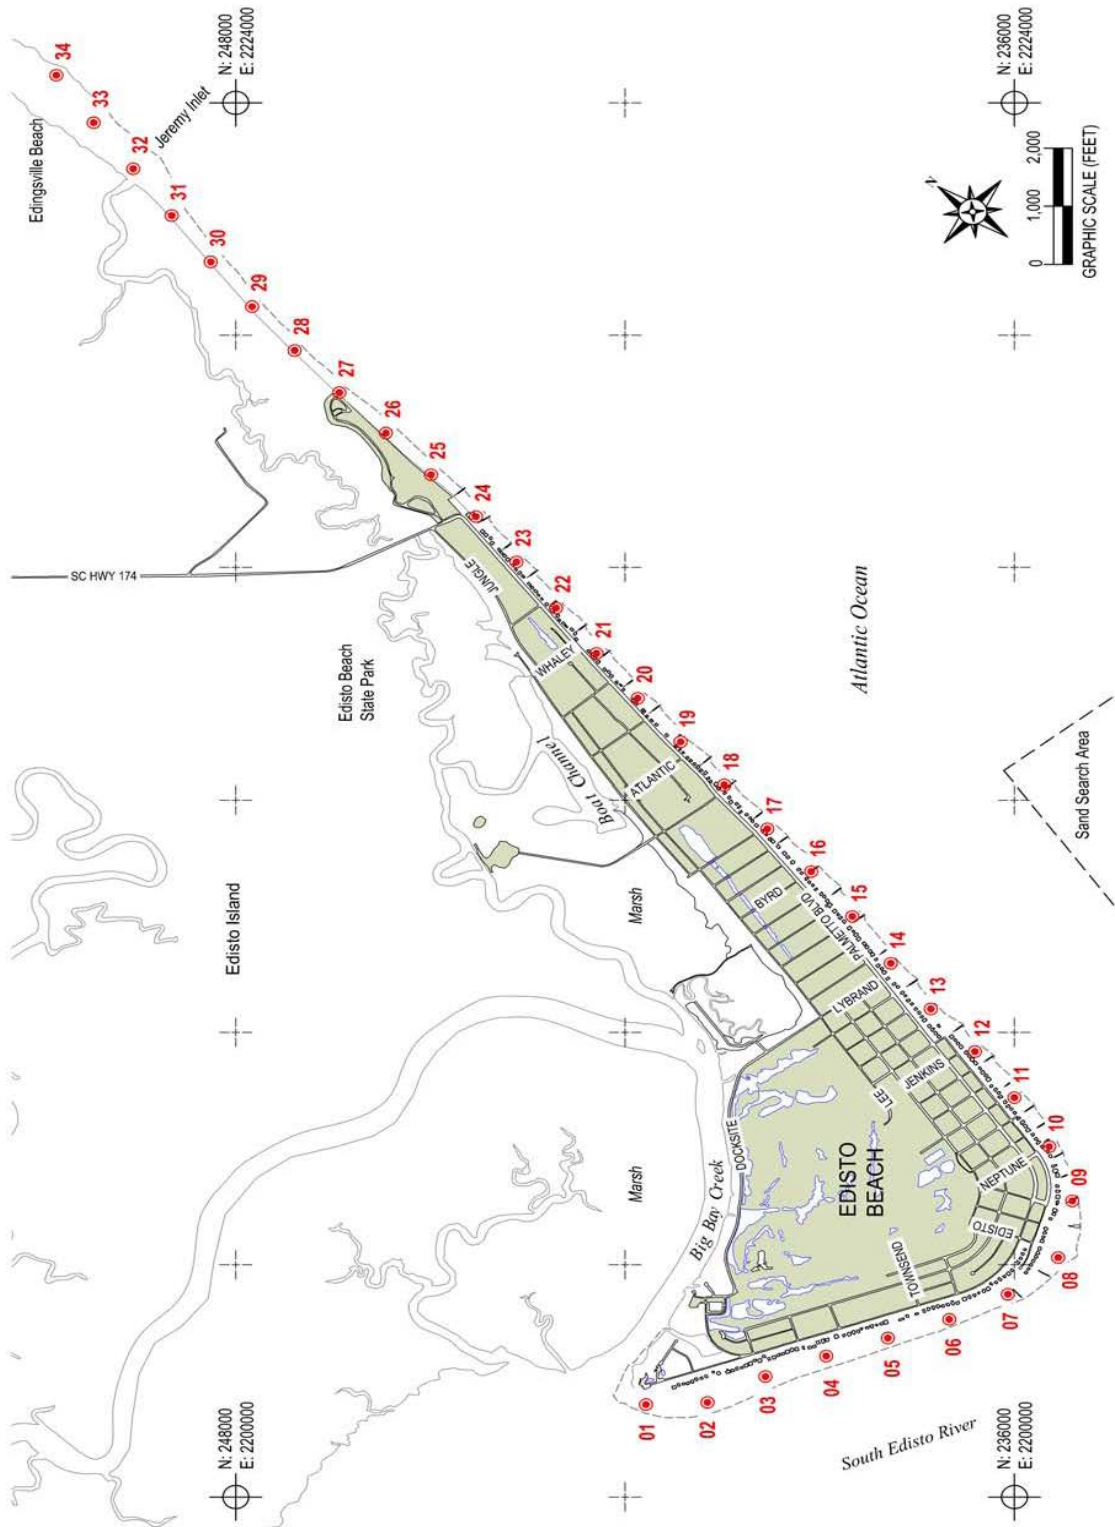 34
33
32
31
30
29
28
27
26
25
24
23
22
21
20
19
18
17
16
15
14
13
12
11
10
09
08
07
06
05
04
03
02
01
Edingsville Beach
Jeremy Inlet
N: 248000
E: 2224000
N: 236000
E: 2224000
N
0 1,000 2,000
GRAPHIC SCALE (FEET)
SC HWY 174
Edisto Beach
State Park
JUNGLE
WHALEY
ATLANTIC
Boat Channel
Atlantic Ocean
Sand Search Area
Edisto Island
Marsh
BYRD
PALMETTO BLVD
LYBRAND
JENKINS
LEE
DOCKSITE
Big Bay Creek
Marsh
EDISTO
BEACH
NEPTUNE
EDISTO
TOWNSEND
South Edisto River
N: 248000
E: 2200000
N: 236000
E: 2200000